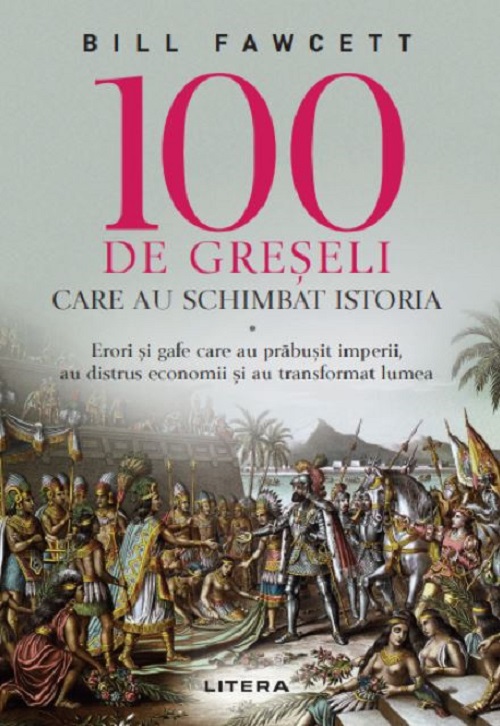 BILL FAWCETT
100
DE GREȘELI
CARE AU SCHIMBAT ISTORIA
•
Erori și gafe care au prăbușit imperii,
au distrus economii și au transformat lumea
LITERA